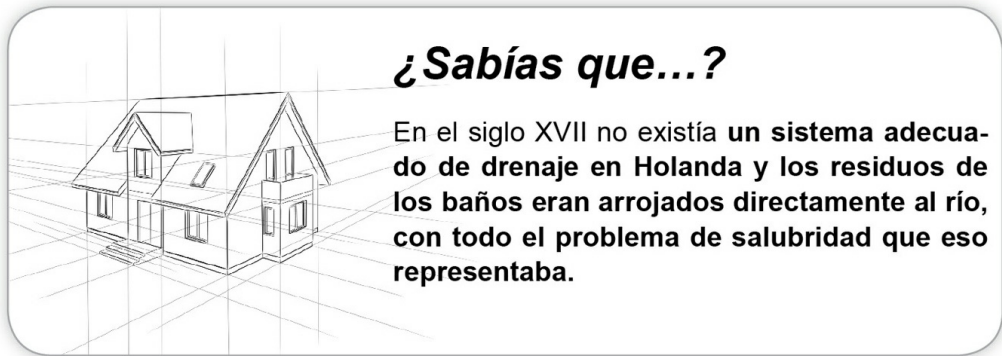 ¿Sabías que...?
En el siglo XVII no existía un sistema adecua-
do de drenaje en Holanda y los residuos de
los baños eran arrojados directamente al río,
con todo el problema de salubridad que eso
representaba.